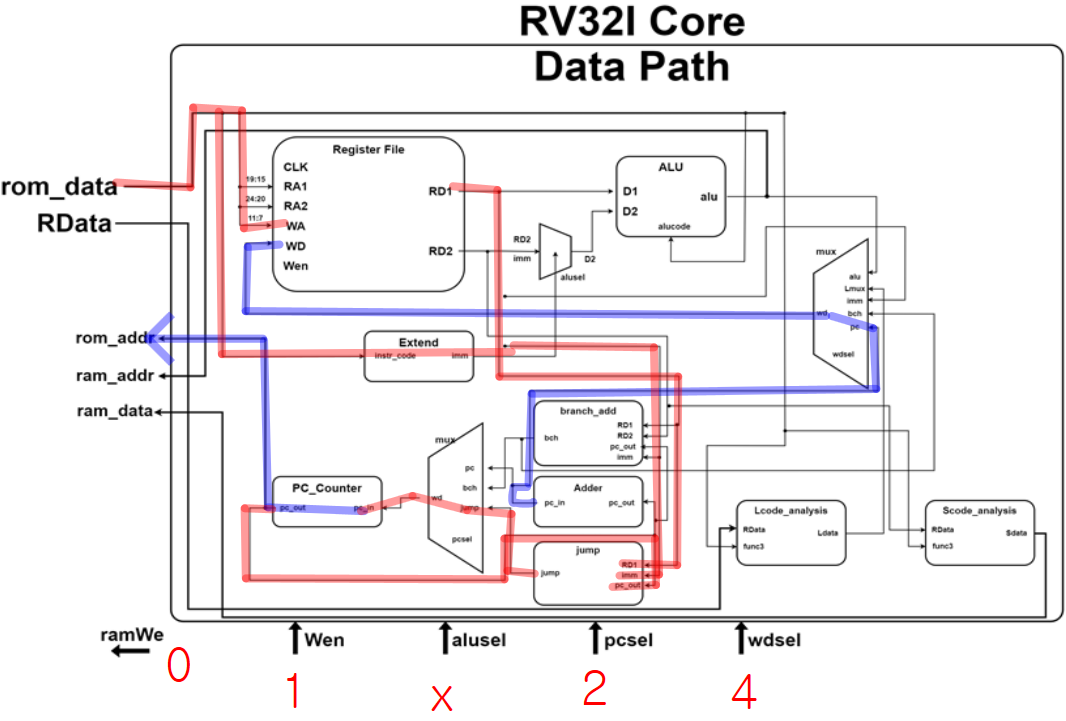 RV32I Core
Data Path
Register File
CLK
19:15
RA1
24:20
RA2
11:7
WA
WD
Wen
RD1
RD2
ALU
D1
D2
alu
alucode
RD2
imm
D2
alusel
mux
alu
Lmux
imm
bch
pc
wd
wdsel
rom_data
RData
rom_addr
ram_addr
ram_data
Extend
instr_code
imm
branch_add
RD1
RD2
bch
pc_out
imm
mux
pc
bch
wd
jump
pcsel
PC_Counter
pc_out
pc_in
Adder
pc_in
pc_out
jump
RD1
imm
jump
pc_out
Lcode_analysis
RData
Ldata
func3
Scode_analysis
RData
Sdata
func3
ramWe
Wen
alusel
pcsel
wdsel
0
1
x
2
4